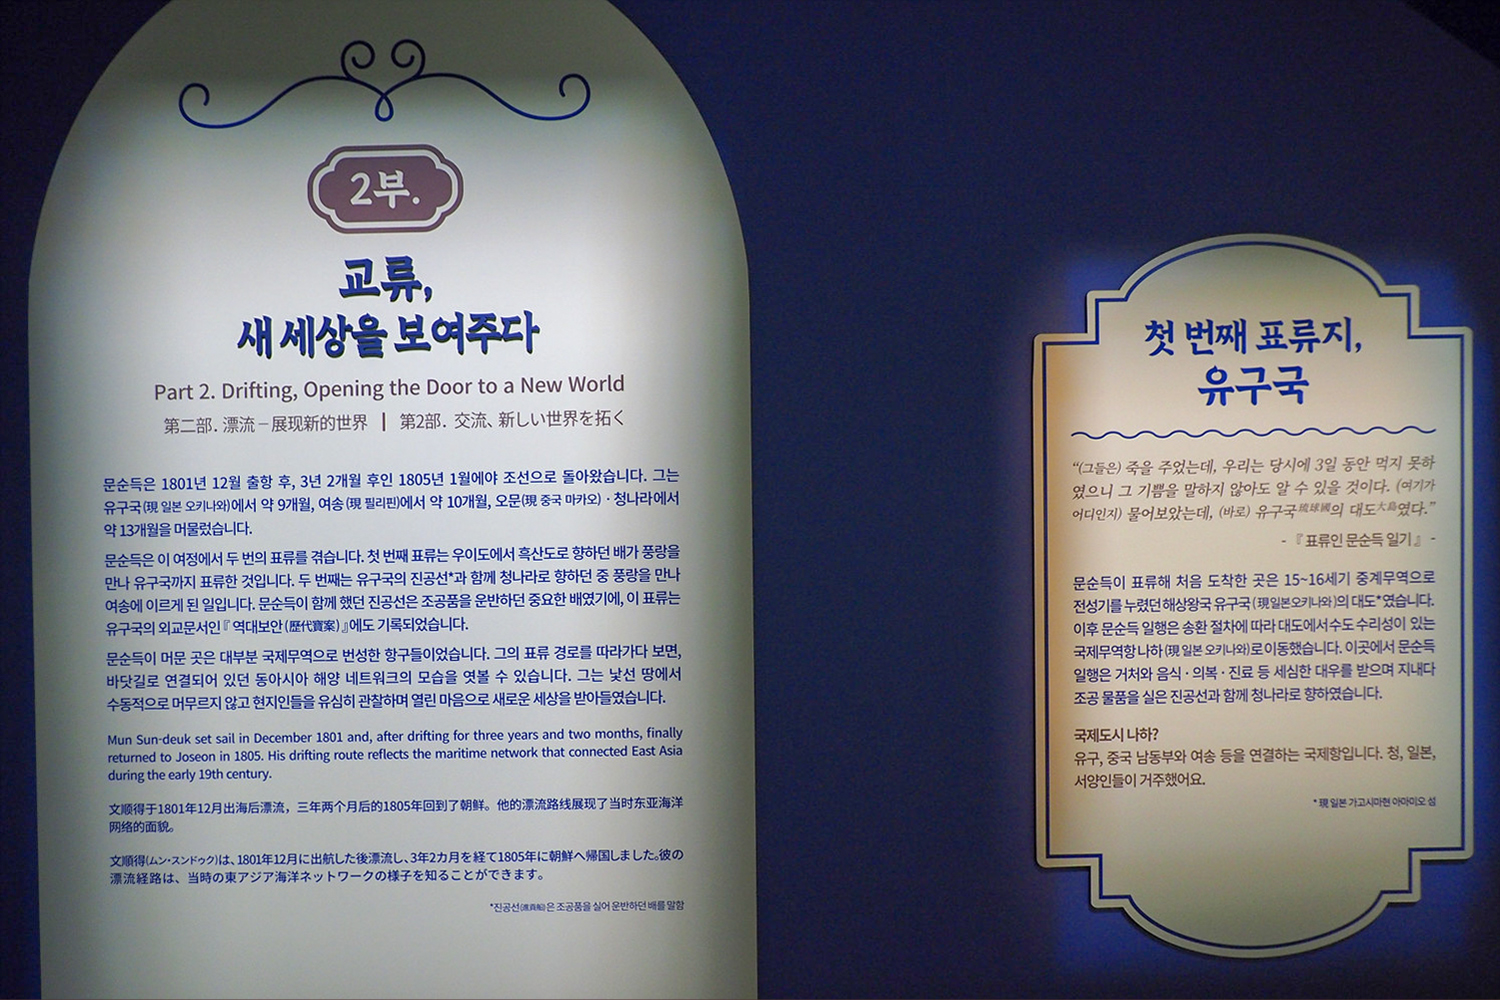 2부.
교류,
새 세상을 보여주다
Part 2. Drifting, Opening the Door to a New World
第二部. 漂流－展现新的世界 | 第2部. 交流、新しい世界を拓く
문순득은 1801년 12월 출항 후, 3년 2개월 후인 1805년 1월에야 조선으로 돌아왔습니다. 그는
유구국(現 일본 오키나와)에서 약 9개월, 여송(現 필리핀)에서 약 10개월, 오문(現 중국 마카오)·청나라에서
약 13개월을 머물렀습니다.
문순득은 이 여정에서 두 번의 표류를 겪습니다. 첫 번째 표류는 우이도에서 흑산도로 향하던 배가 풍랑을
만나 유구국까지 표류한 것입니다. 두 번째는 유구국의 진공선*과 함께 청나라로 향하던 중 풍랑을 만나
여송에 이르게 된 일입니다. 문순득이 함께 했던 진공선은 조공품을 운반하던 중요한 배였기에, 이 표류는
유구국의 외교문서인『역대보안(歷代寶案)』에도 기록되었습니다.
문순득이 머문 곳은 대부분 국제무역으로 번성한 항구들이었습니다. 그의 표류 경로를 따라가다 보면,
바닷길로 연결되어 있던 동아시아 해양 네트워크의 모습을 엿볼 수 있습니다. 그는 낯선 땅에서
수동적으로 머무르지 않고 현지인들을 유심히 관찰하며 열린 마음으로 새로운 세상을 받아들였습니다.
Mun Sun-deuk set sail in December 1801 and, after drifting for three years and two months, finally
returned to Joseon in 1805. His drifting route reflects the maritime network that connected East Asia
during the early 19th century.
文顺得于1801年12月出海后漂流，三年两个月后的1805年回到了朝鲜。他的漂流路线展现了当时东亚海洋
网络的面貌。
文順得(ムン・スンドゥク)は、1801年12月に出航した後漂流し、3年2カ月を経て1805年に朝鮮へ帰国しました。彼の
漂流経路は、当時の東アジア海洋ネットワークの様子を知ることができます。
*진공선(進貢船)은 조공품을 실어 운반하던 배를 말함
첫 번째 표류지,
유구국
“(그들은) 죽을 주었는데, 우리는 당시에 3일 동안 먹지 못하
였으니 그 기쁨을 말하지 않아도 알 수 있을 것이다. (여기가
어디인지) 물어보았는데, (바로) 유구국琉球國의 대도大島였다.”
-『표류인 문순득 일기』-
문순득이 표류해 처음 도착한 곳은 15~16세기 중계무역으로
전성기를 누렸던 해상왕국 유구국(現 일본 오키나와)의 대도*였습니다.
이후 문순득 일행은 송환 절차에 따라 대도에서 수도 수리성이 있는
국제무역항 나하(現 일본 오키나와)로 이동했습니다. 이곳에서 문순득
일행은 거처와 음식·의복·진료 등 세심한 대우를 받으며 지내다
조공 물품을 실은 진공선과 함께 청나라로 향하였습니다.
국제도시 나하?
유구, 중국 남동부와 여송 등을 연결하는 국제항입니다. 청, 일본,
서양인들이 거주했어요.
* 現 일본 가고시마현 아마미오 섬